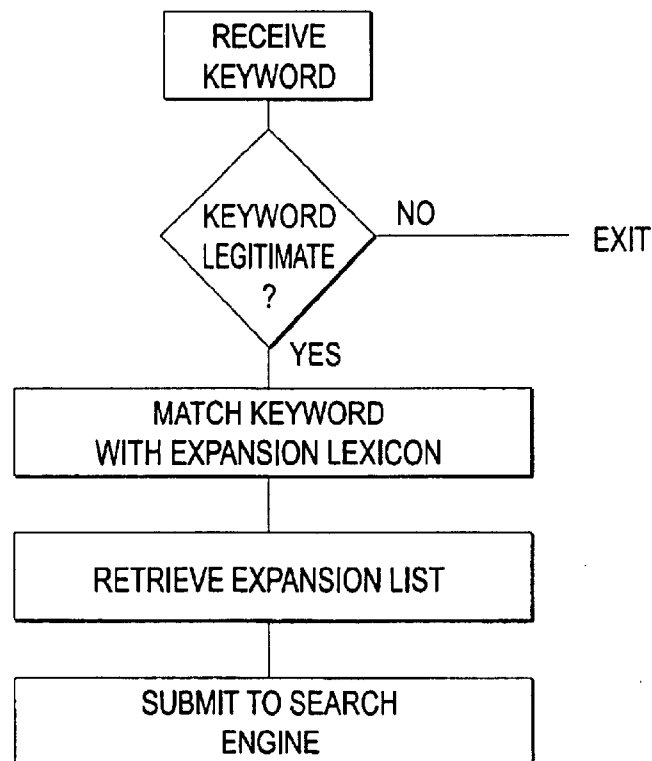 RECEIVE
KEYWORD
KEYWORD
LEGITIMATE
?
NO
EXIT
YES
MATCH KEYWORD
WITH EXPANSION LEXICON
RETRIEVE EXPANSION LIST
SUBMIT TO SEARCH
ENGINE